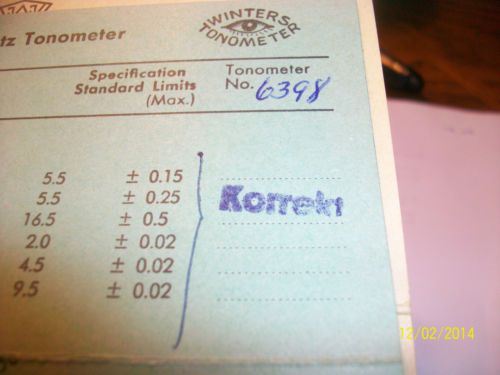 WINTERS
TONOMETER
tz Tonometer
Specification
Standard Limits
(Max.)
Tonometer
No. 6398
5.5 ± 0.15
5.5 ± 0.25
16.5 ± 0.5
2.0 ± 0.02
4.5 ± 0.02
9.5 ± 0.02
Korrekt
12/02/2014